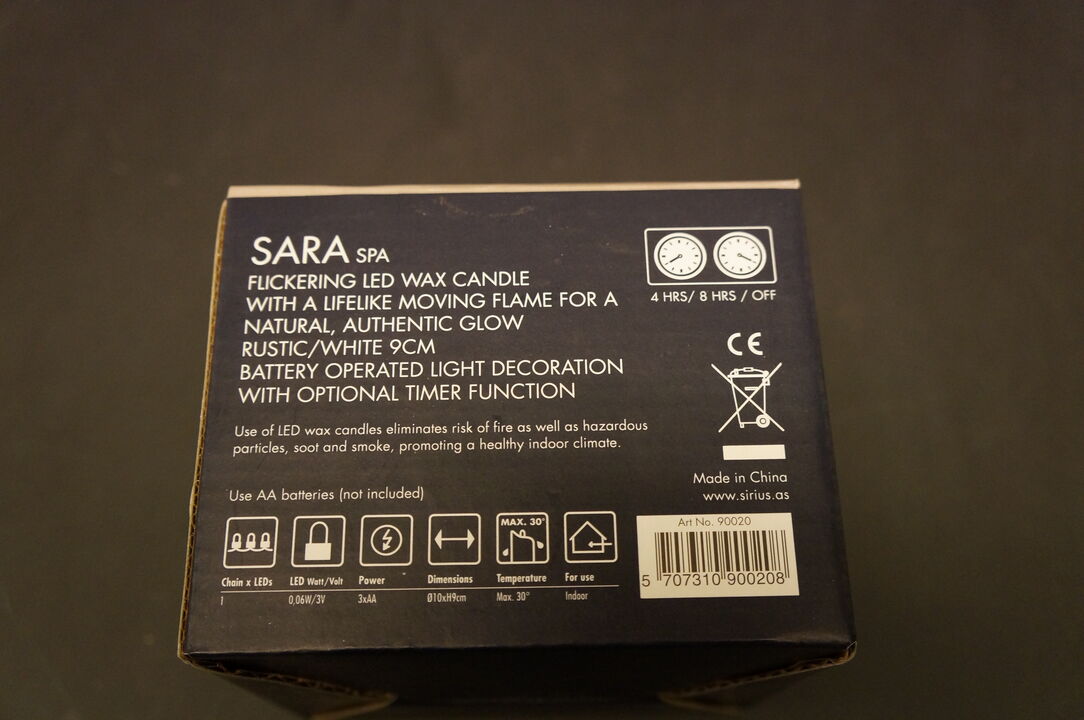 SARA SPA
FLICKERING LED WAX CANDLE
WITH A LIFELIKE MOVING FLAME FOR A
NATURAL, AUTHENTIC GLOW
RUSTIC/WHITE 9CM
BATTERY OPERATED LIGHT DECORATION
WITH OPTIONAL TIMER FUNCTION
Use of LED wax candles eliminates risk of fire as well as hazardous
particles, soot and smoke, promoting a healthy indoor climate.
Use AA batteries (not included)
4 HRS/ 8 HRS / OFF
CE
Made in China
www.sirius.as
MAX. 30°
Chain x LEDs LED Watt/Volt Power Dimensions Temperature For use
1 0,06W/3V 3xAA Ø10xH9cm Max. 30° Indoor
Art No. 90020
5 707310 900208